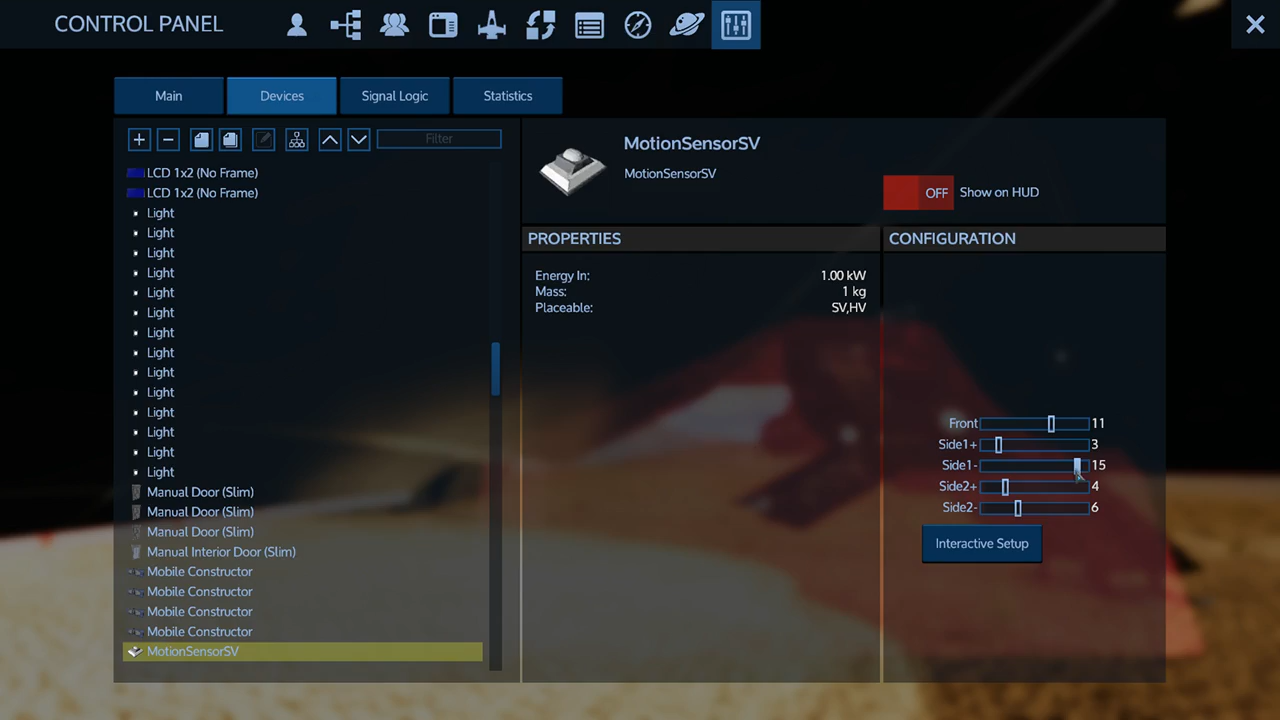 CONTROL PANEL
Main
Devices
Signal Logic
Statistics
Filter
LCD 1x2 (No Frame)
LCD 1x2 (No Frame)
Light
Light
Light
Light
Light
Light
Light
Light
Light
Light
Light
Light
Light
Light
Manual Door (Slim)
Manual Door (Slim)
Manual Door (Slim)
Manual Interior Door (Slim)
Mobile Constructor
Mobile Constructor
Mobile Constructor
Mobile Constructor
MotionSensorSV
MotionSensorSV
MotionSensorSV
OFF Show on HUD
PROPERTIES
Energy In: 1.00 kW
Mass: 1 kg
Placeable: SV,HV
CONFIGURATION
Front 11
Side1+ 3
Side1- 15
Side2+ 4
Side2- 6
Interactive Setup